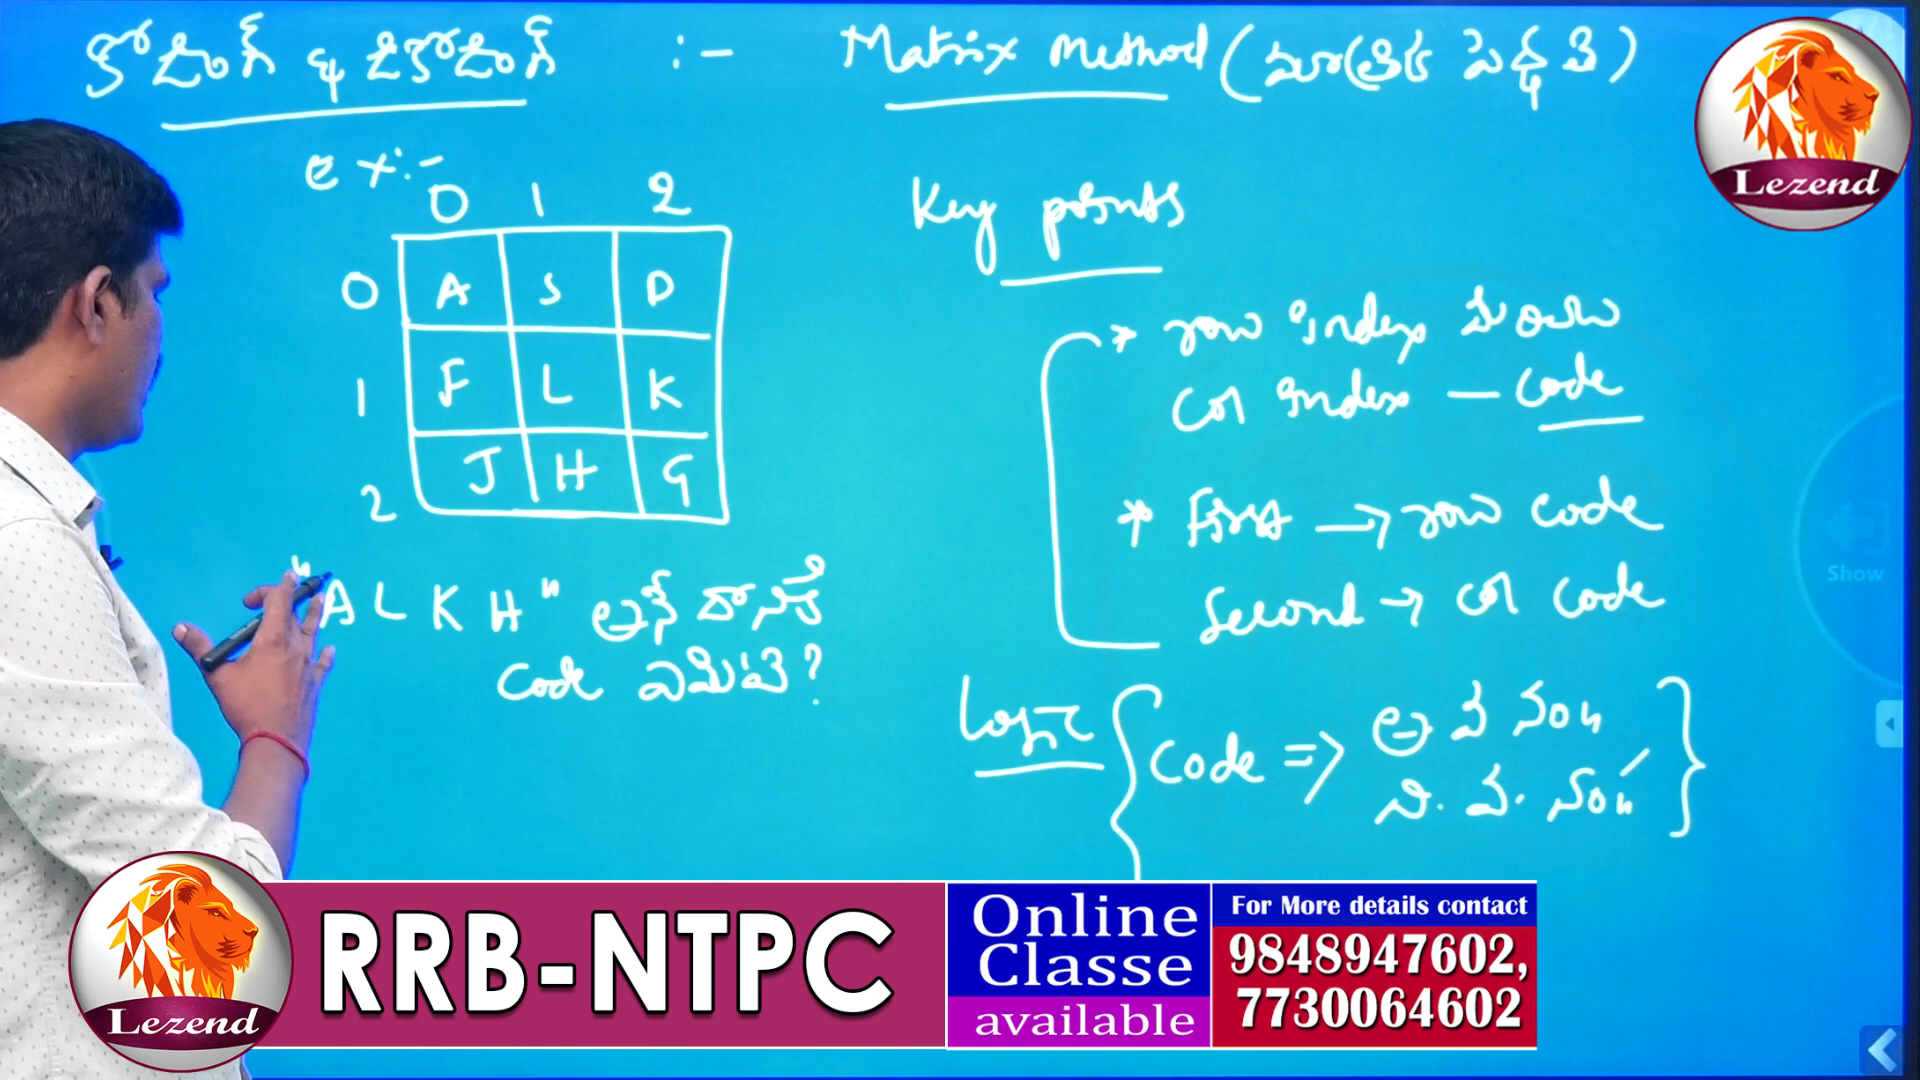 కోడింగ్ & డికోడింగ్ :- Matrix Method (మాత్రిక పద్ధతి)
ex:-
0 1 2
0 A S D
1 F L K
2 J H G
"ALKH" అనే దానికి
Code ఏమిటి?
Key points
* row index మరియు
col index — code
* First → row code
Second → col code
Logic { Code => అ వ సం||
ని. వ. సం|| }
Lezend
Show
Lezend
RRB-NTPC
Online
Classe
available
For More details contact
9848947602,
7730064602